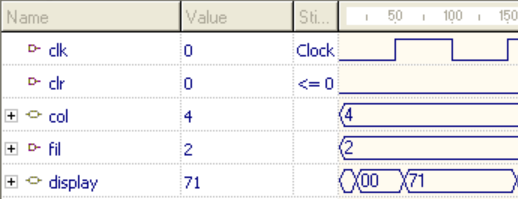 Name Value Sti... 50 100 150
clk 0 Clock
clr 0 <= 0
col 4 4
fil 2 2
display 71 00 71